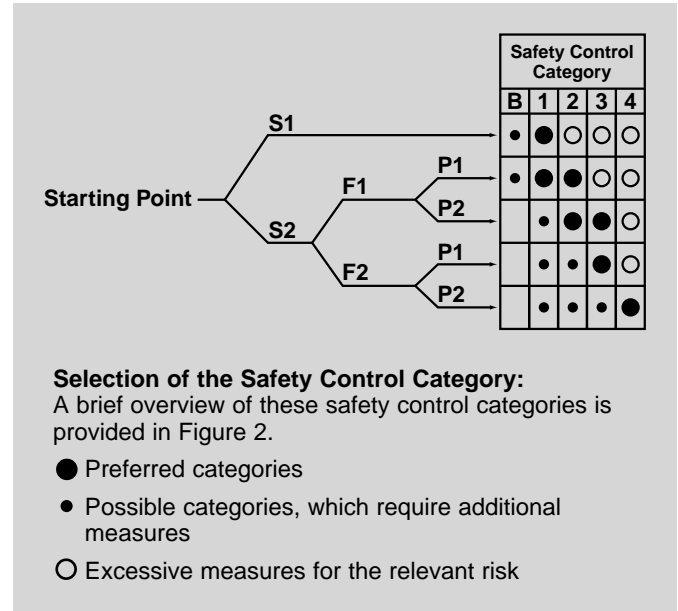 Safety Control
Category
B 1 2 3 4
S1
P1
F1
Starting Point
P2
S2
P1
F2
P2
Selection of the Safety Control Category:
A brief overview of these safety control categories is
provided in Figure 2.
Preferred categories
Possible categories, which require additional
measures
Excessive measures for the relevant risk